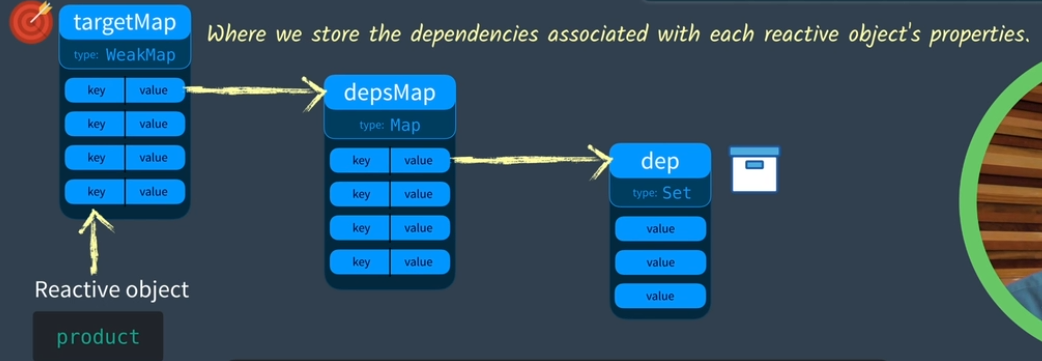 targetMap
Where we store the dependencies associated with each reactive object's properties.
type: WeakMap
key value
key value
key value
key value
depsMap
type: Map
key value
key value
key value
key value
dep
type: Set
value
value
value
Reactive object
product